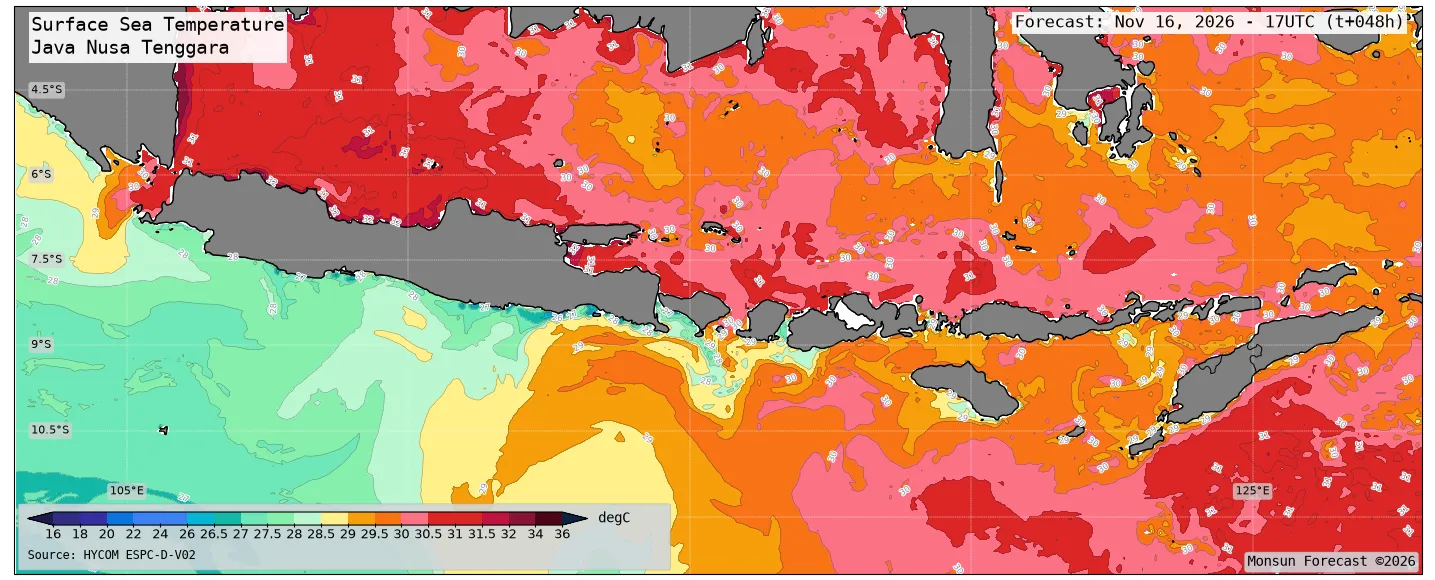 Surface Sea Temperature
Java Nusa Tenggara
Forecast: Nov 16, 2026 - 17UTC (t+048h)
4.5°S
6°S
7.5°S
9°S
10.5°S
105°E
125°E
degC
16 18 20 22 24 26 26.5 27 27.5 28 28.5 29 29.5 30 30.5 31 31.5 32 34 36
Source: HYCOM ESPC-D-V02
Monsun Forecast ©2026